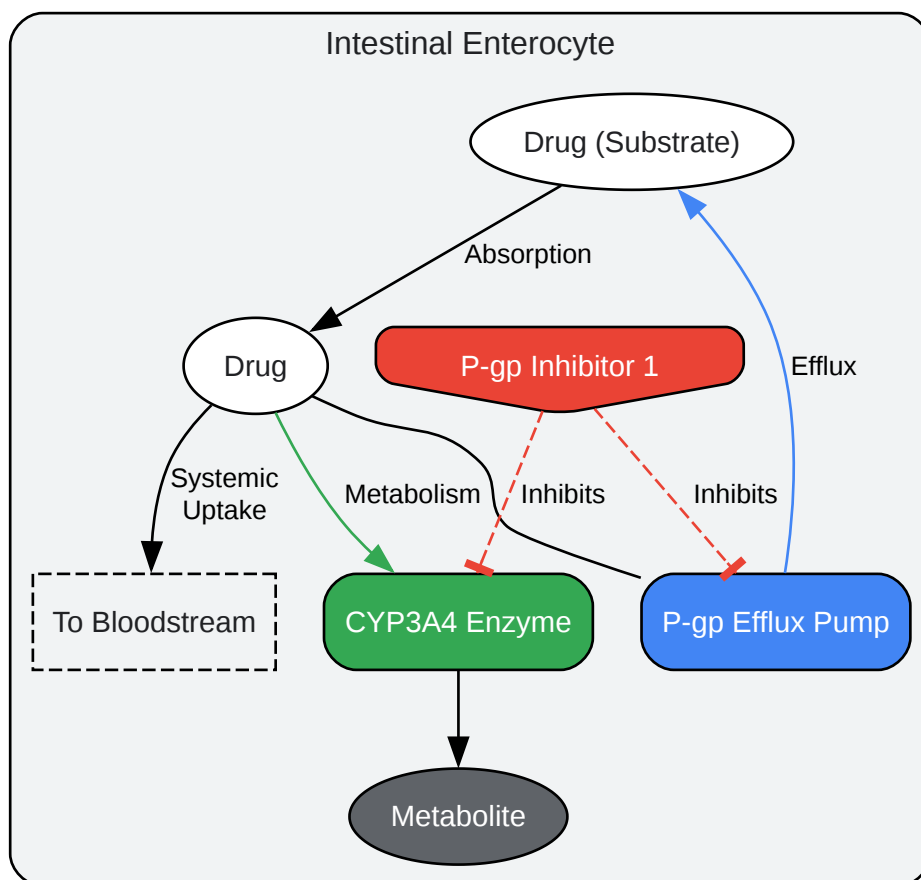 Intestinal Enterocyte
Drug (Substrate)
Absorption
Drug
P-gp Inhibitor 1
Efflux
Systemic
Uptake
Metabolism
Inhibits
Inhibits
To Bloodstream
CYP3A4 Enzyme
P-gp Efflux Pump
Metabolite